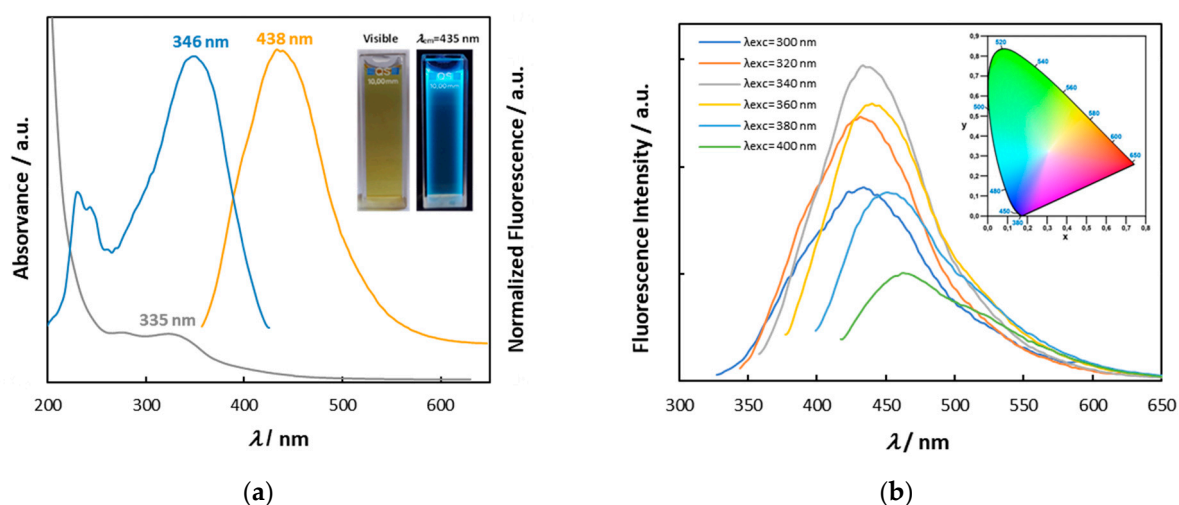 346 nm
438 nm
335 nm
Visible
λem=435 nm
QS
10,00mm
QS
10,00mm
Absorvance / a.u.
Normalized Fluorescence / a.u.
200
300
400
500
600
λ / nm
(a)
λexc= 300 nm
λexc= 320 nm
λexc= 340 nm
λexc= 360 nm
λexc= 380 nm
λexc= 400 nm
Fluorescence Intensity / a.u.
0,9
0,8
0,7
0,6
0,5
0,4
0,3
0,2
0,1
0,0
y
520
540
560
580
600
650
500
480
450
380
0,0
0,1
0,2
0,3
0,4
0,5
0,6
0,7
0,8
x
300
350
400
450
500
550
600
650
λ / nm
(b)